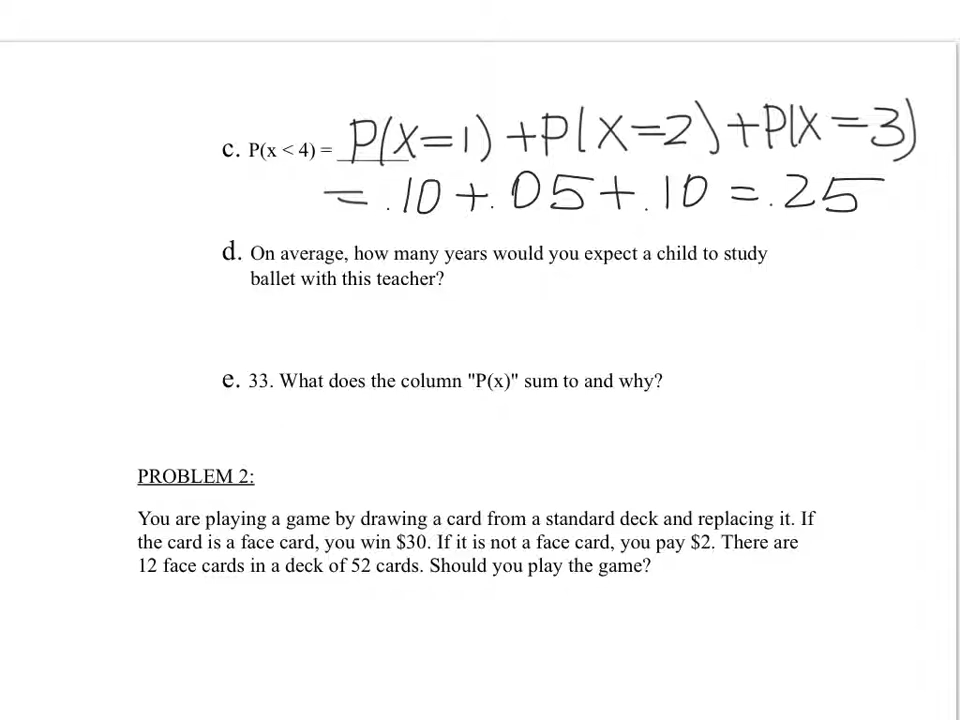 c. P(x < 4) = P(X=1) + P(X=2) + P(X=3)
= .10 + .05 + .10 = .25
d. On average, how many years would you expect a child to study
ballet with this teacher?
e. 33. What does the column "P(x)" sum to and why?
PROBLEM 2:
You are playing a game by drawing a card from a standard deck and replacing it. If
the card is a face card, you win $30. If it is not a face card, you pay $2. There are
12 face cards in a deck of 52 cards. Should you play the game?